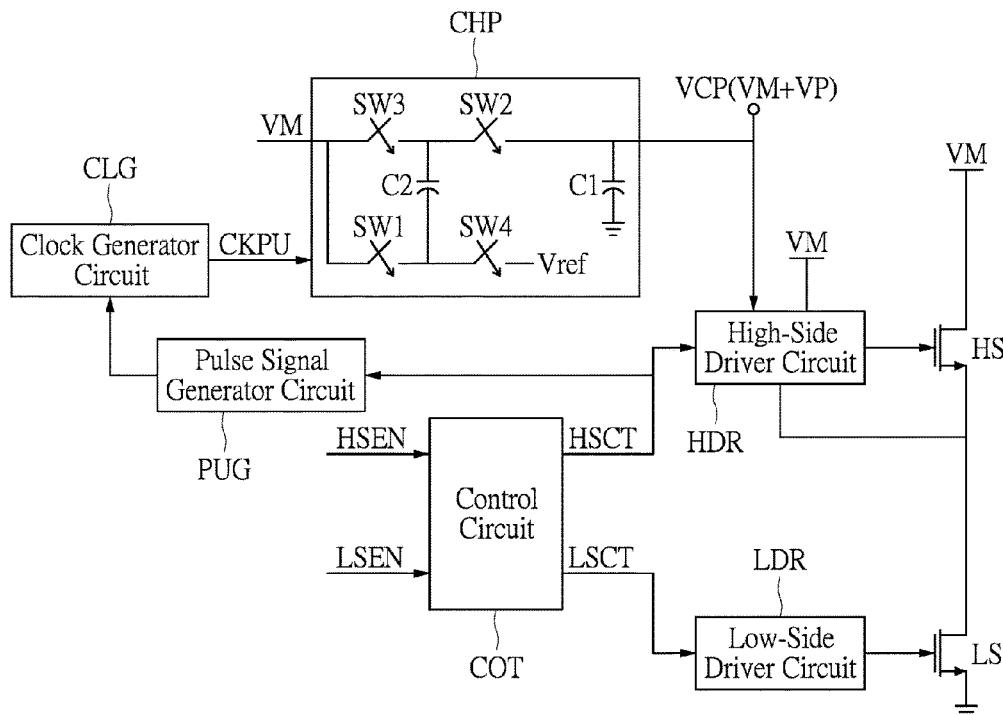 CHP
VCP(VM+VP)
SW3
SW2
VM
VM
CLG
C2
C1
SW1
SW4
Clock Generator
Circuit
CKPU
Vref
VM
High-Side
Driver Circuit
HS
Pulse Signal
Generator Circuit
HSEN
HSCT
HDR
PUG
Control
Circuit
LSEN
LSCT
LDR
COT
Low-Side
Driver Circuit
LS